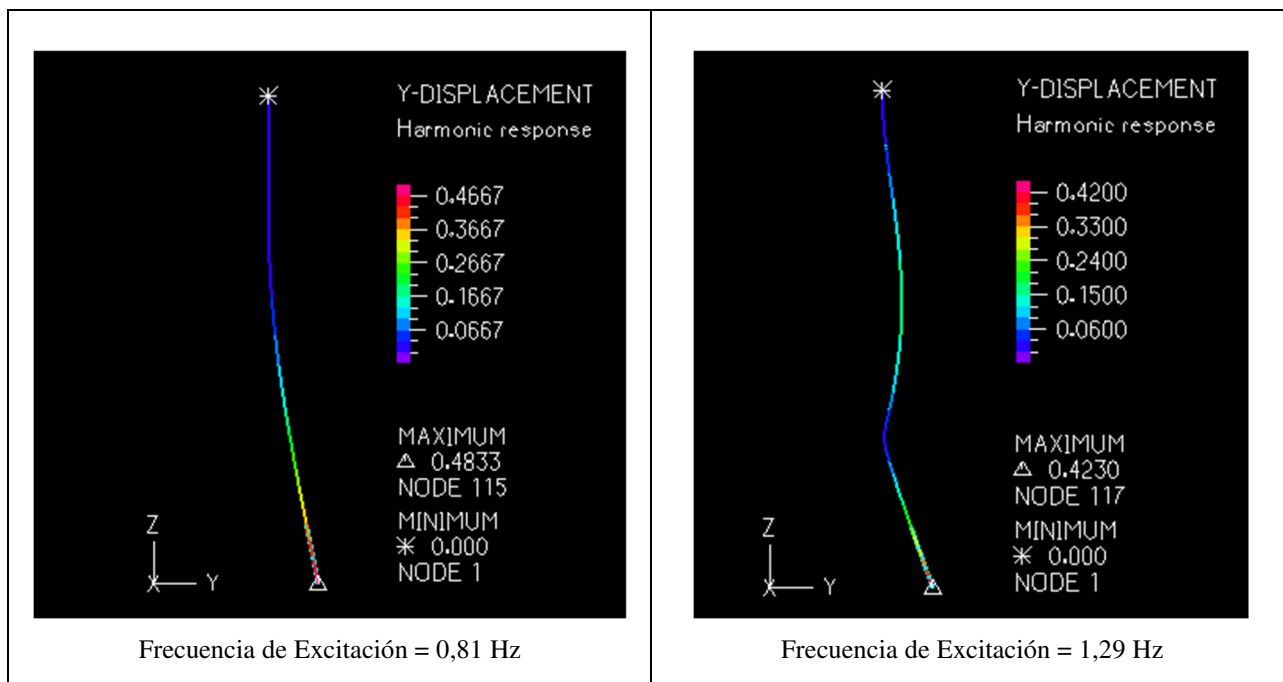 Y-DISPLACEMENT
Harmonic response
0.4667
0.3667
0.2667
0.1667
0.0667
MAXIMUM
△ 0.4833
NODE 115
MINIMUM
* 0.000
NODE 1
Z
X Y
Frecuencia de Excitación = 0,81 Hz
Y-DISPLACEMENT
Harmonic response
0.4200
0.3300
0.2400
0.1500
0.0600
MAXIMUM
△ 0.4230
NODE 117
MINIMUM
* 0.000
NODE 1
Z
X Y
Frecuencia de Excitación = 1,29 Hz